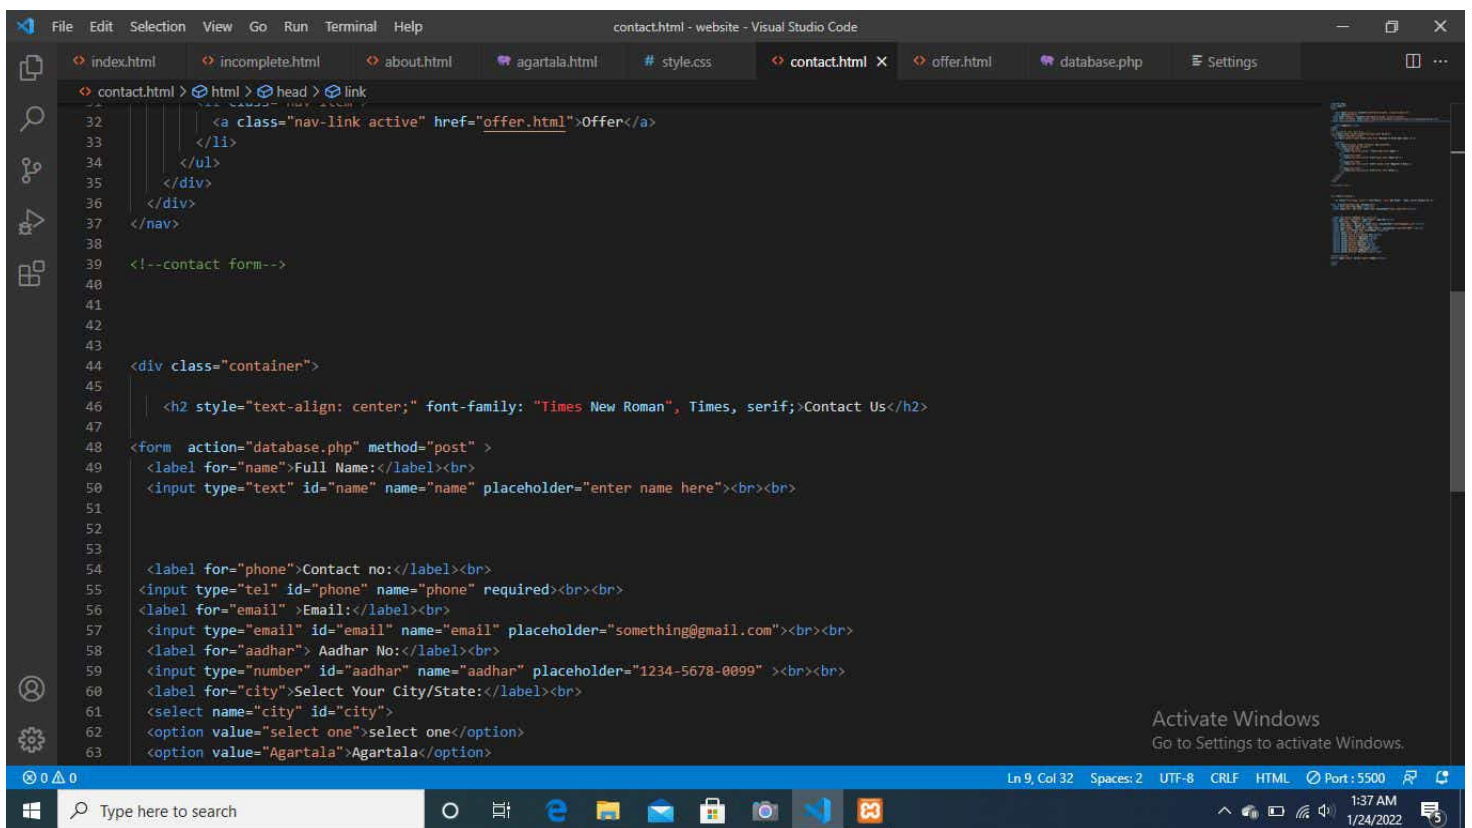 File Edit Selection View Go Run Terminal Help contact.html - website - Visual Studio Code
index.html incomplete.html about.html agartala.html # style.css contact.html offer.html database.php Settings
contact.html > html > head > link
32 <a class="nav-link active" href="offer.html">Offer</a>
33 </li>
34 </ul>
35 </div>
36 </div>
37 </nav>
38
39 <!--contact form-->
40
41
42
43
44 <div class="container">
45
46 <h2 style="text-align: center;" font-family: "Times New Roman", Times, serif;>Contact Us</h2>
47
48 <form  action="database.php" method="post" >
49 <label for="name">Full Name:</label><br>
50 <input type="text" id="name" name="name" placeholder="enter name here"><br><br>
51
52
53
54 <label for="phone">Contact no:</label><br>
55 <input type="tel" id="phone" name="phone" required><br><br>
56 <label for="email" >Email:</label><br>
57 <input type="email" id="email" name="email" placeholder="something@gmail.com"><br><br>
58 <label for="aadhar"> Aadhar No:</label><br>
59 <input type="number" id="aadhar" name="aadhar" placeholder="1234-5678-0099" ><br><br>
60 <label for="city">Select Your City/State:</label><br>
61 <select name="city" id="city">
62 <option value="select one">select one</option>
63 <option value="Agartala">Agartala</option>
Activate Windows
Go to Settings to activate Windows.
0 0 Ln 9, Col 32 Spaces: 2 UTF-8 CRLF HTML Port : 5500
Type here to search 1:37 AM
1/24/2022 5